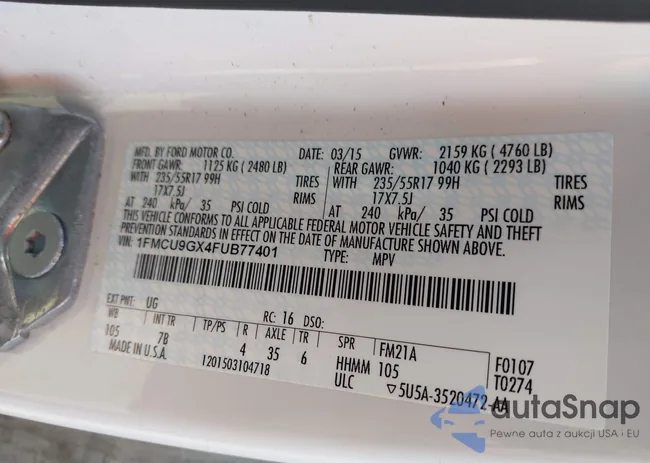 MFD. BY FORD MOTOR CO. DATE: 03/15 GVWR: 2159 KG ( 4760 LB)
FRONT GAWR: 1125 KG ( 2480 LB) REAR GAWR: 1040 KG ( 2293 LB)
WITH 235/55R17 99H TIRES WITH 235/55R17 99H TIRES
17X7.5J RIMS 17X7.5J RIMS
AT 240 kPa/ 35 PSI COLD AT 240 kPa/ 35 PSI COLD
THIS VEHICLE CONFORMS TO ALL APPLICABLE FEDERAL MOTOR VEHICLE SAFETY AND THEFT
PREVENTION STANDARDS IN EFFECT ON THE DATE OF MANUFACTURE SHOWN ABOVE.
VIN: 1FMCU9GX4FUB77401 TYPE: MPV
EXT PNT: UG RC: 16 DSO:
WB INT TR TP/PS R AXLE TR SPR FM21A F0107
105 7B 4 35 6 HHMM 105 T0274
MADE IN U.S.A. 1201503104718 ULC ▽5U5A-3520472-AA
autoSnap
Pewne auta z aukcji USA i EU